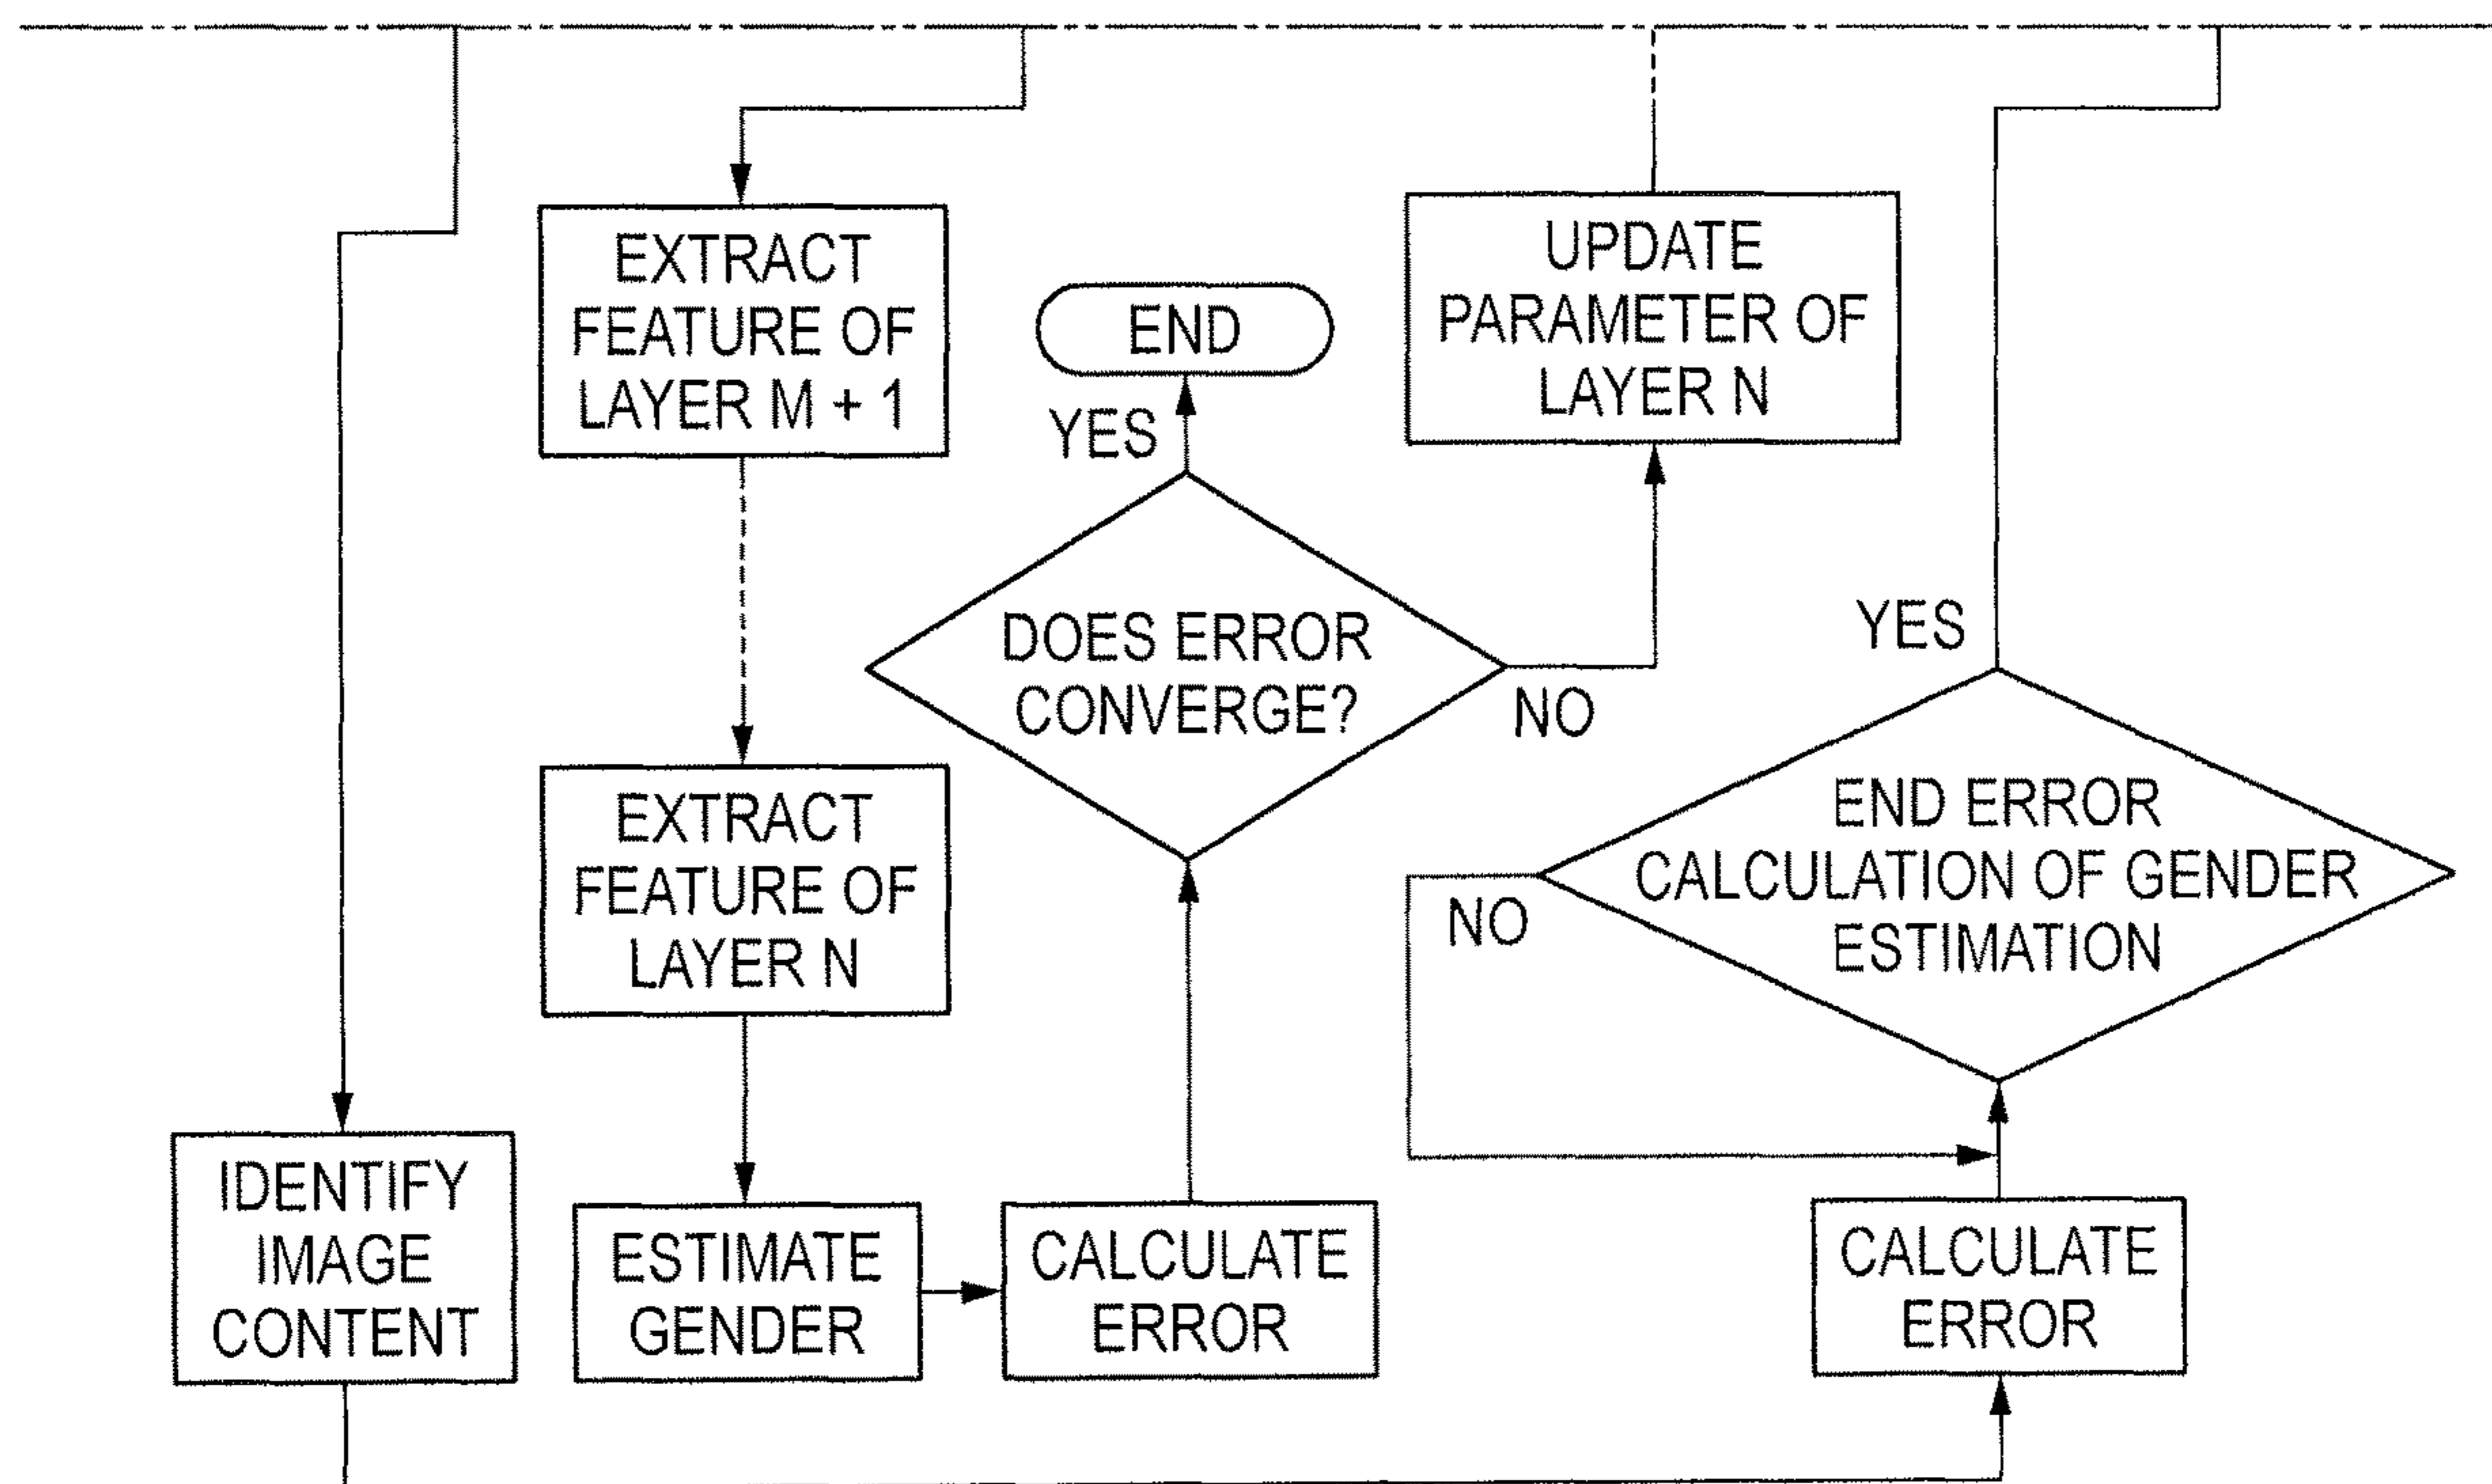 EXTRACT
FEATURE OF
LAYER M + 1
END
YES
UPDATE
PARAMETER OF
LAYER N
DOES ERROR
CONVERGE?
NO
YES
EXTRACT
FEATURE OF
LAYER N
END ERROR
CALCULATION OF GENDER
ESTIMATION
NO
IDENTIFY
IMAGE
CONTENT
ESTIMATE
GENDER
CALCULATE
ERROR
CALCULATE
ERROR